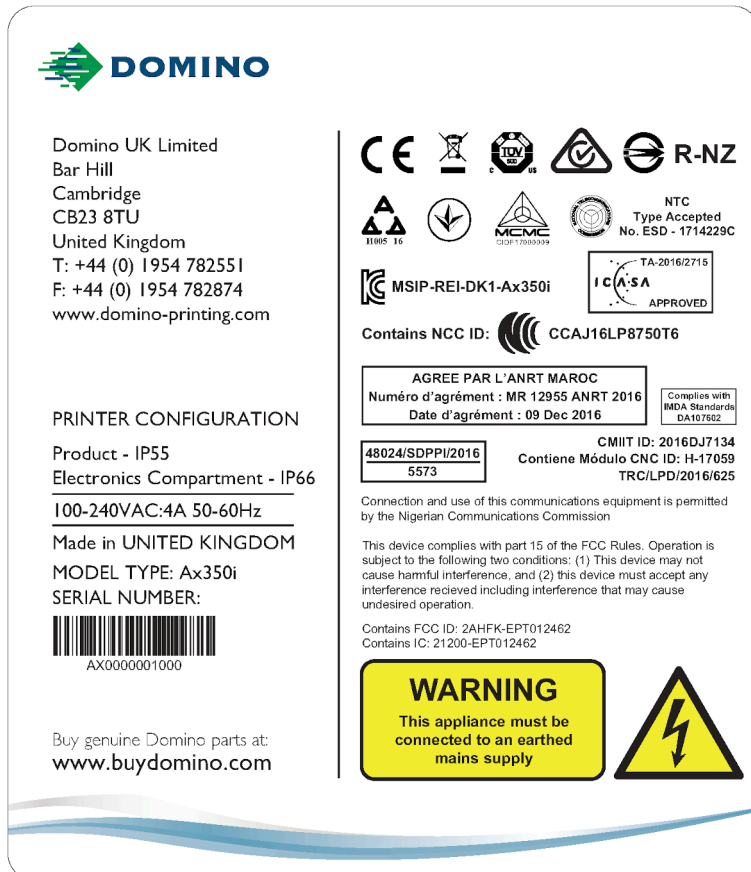 DOMINO
Domino UK Limited
Bar Hill
Cambridge
CB23 8TU
United Kingdom
T: +44 (0) 1954 782551
F: +44 (0) 1954 782874
www.domino-printing.com
PRINTER CONFIGURATION
Product - IP55
Electronics Compartment - IP66
100-240VAC:4A 50-60Hz
Made in UNITED KINGDOM
MODEL TYPE: Ax350i
SERIAL NUMBER:
AX0000001000
Buy genuine Domino parts at:
www.buydomino.com
CE
TUV
SUD
C US
R-NZ
H005 16
MCMC
CIDF17000009
NTC
Type Accepted
No. ESD - 1714229C
MSIP-REI-DK1-Ax350i
TA-2016/2715
ICASA
APPROVED
Contains NCC ID:
CCAJ16LP8750T6
AGREE PAR L'ANRT MAROC
Numéro d'agrément : MR 12955 ANRT 2016
Date d'agrément : 09 Dec 2016
Complies with
IMDA Standards
DA107602
48024/SDPPI/2016
5573
CMIIT ID: 2016DJ7134
Contiene Módulo CNC ID: H-17059
TRC/LPD/2016/625
Connection and use of this communications equipment is permitted
by the Nigerian Communications Commission
This device complies with part 15 of the FCC Rules. Operation is
subject to the following two conditions: (1) This device may not
cause harmful interference, and (2) this device must accept any
interference recieved including interference that may cause
undesired operation.
Contains FCC ID: 2AHFK-EPT012462
Contains IC: 21200-EPT012462
WARNING
This appliance must be
connected to an earthed
mains supply